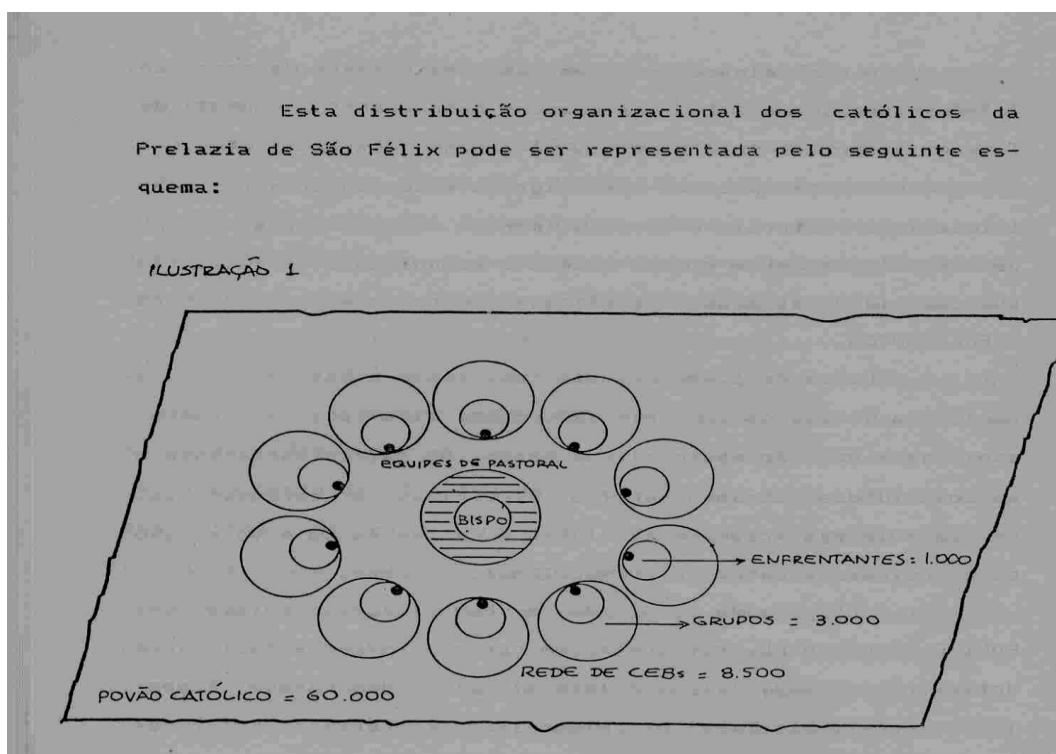 Esta distribuição organizacional dos católicos da
Prelazia de São Félix pode ser representada pelo seguinte es-
quema:
ILUSTRAÇÃO 1
EQUIPES DE PASTORAL
BISPO
ENFRENTANTES: 1.000
GRUPOS = 3.000
REDE DE CEBs = 8.500
POVÃO CATÓLICO = 60.000